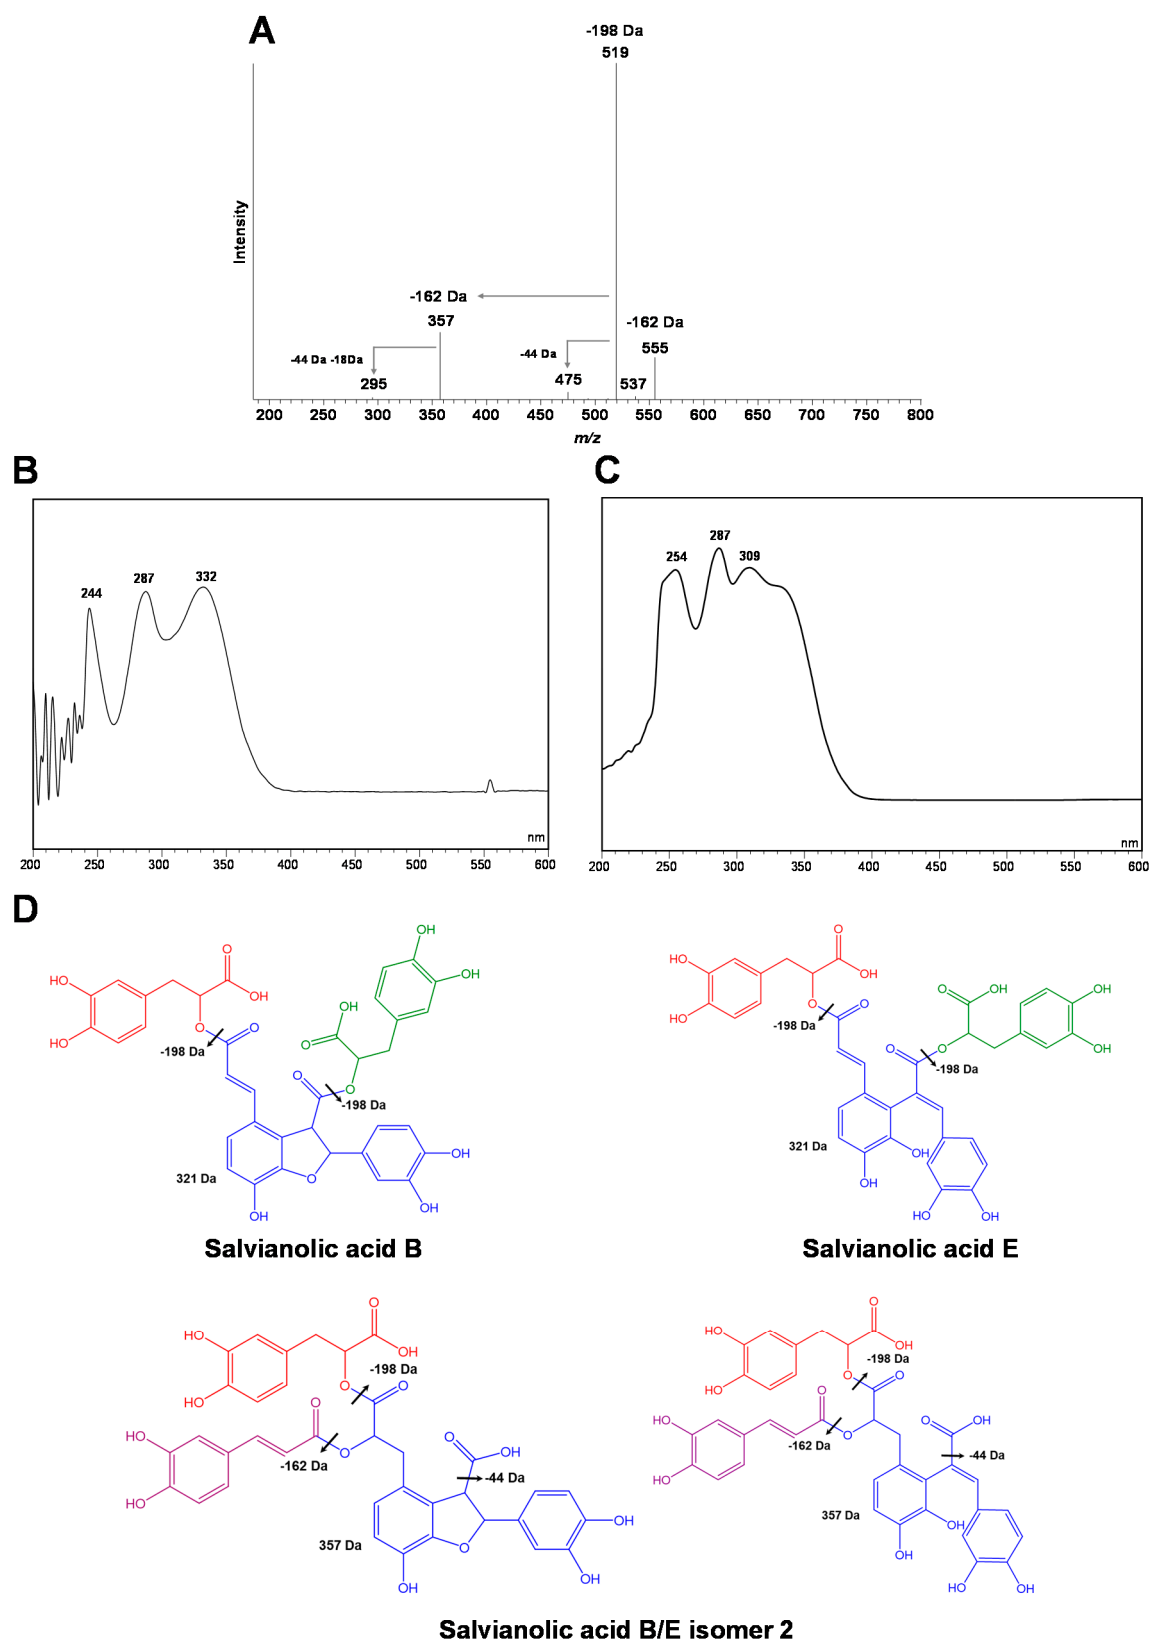 A
-198 Da
519
Intensity
-162 Da
357
-162 Da
555
-44 Da -18Da
295
-44 Da
475
537
200 250 300 350 400 450 500 550 600 650 700 750 800
m/z
B
244
287
332
nm
200 250 300 350 400 450 500 550 600
C
254
287
309
nm
200 250 300 350 400 450 500 550 600
D
HO
HO
O
OH
O
O
-198 Da
OH
OH
OH
O
O
O
-198 Da
321 Da
O
OH
OH
OH
Salvianolic acid B
HO
HO
O
OH
O
O
-198 Da
O
OH
OH
OH
O
O
-198 Da
321 Da
OH
OH
HO
OH
Salvianolic acid E
HO
HO
O
OH
-198 Da
O
O
O
HO
HO
O
-162 Da
O
OH
-44 Da
357 Da
O
OH
OH
OH
HO
HO
O
OH
-198 Da
O
O
O
HO
HO
O
-162 Da
O
OH
-44 Da
357 Da
OH
OH
HO
OH
Salvianolic acid B/E isomer 2